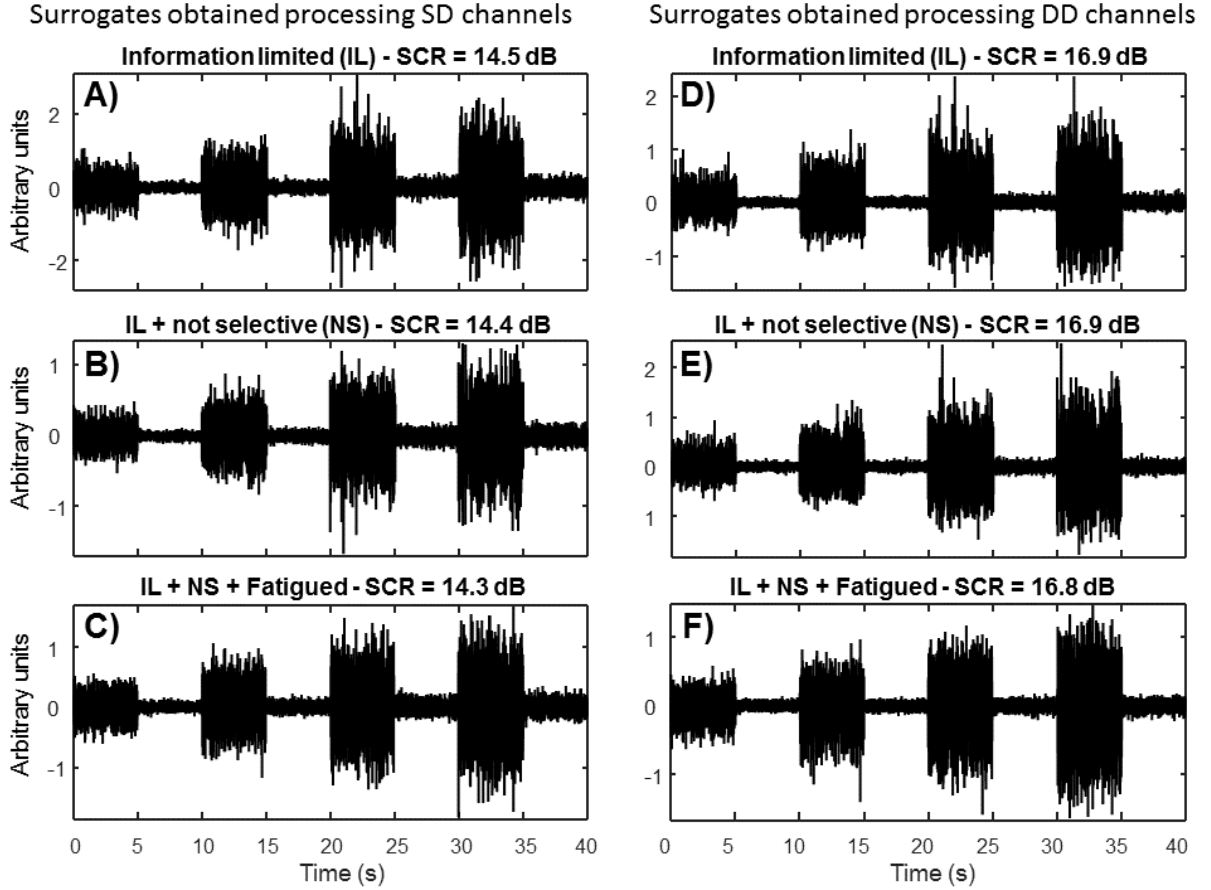 Surrogates obtained processing SD channels
Information limited (IL) - SCR = 14.5 dB
A)
Arbitrary units
2
0
-2
IL + not selective (NS) - SCR = 14.4 dB
B)
Arbitrary units
1
0
-1
IL + NS + Fatigued - SCR = 14.3 dB
C)
Arbitrary units
1
0
-1
0 5 10 15 20 25 30 35 40
Time (s)
Surrogates obtained processing DD channels
Information limited (IL) - SCR = 16.9 dB
D)
2
1
0
-1
IL + not selective (NS) - SCR = 16.9 dB
E)
2
1
0
1
IL + NS + Fatigued - SCR = 16.8 dB
F)
1
0
-1
0 5 10 15 20 25 30 35 40
Time (s)